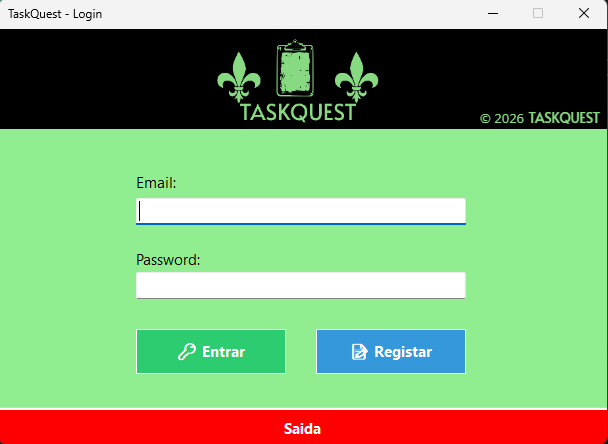 TaskQuest - Login
TASKQUEST
© 2026 TASKQUEST
Email:
Password:
Entrar
Registar
Saida